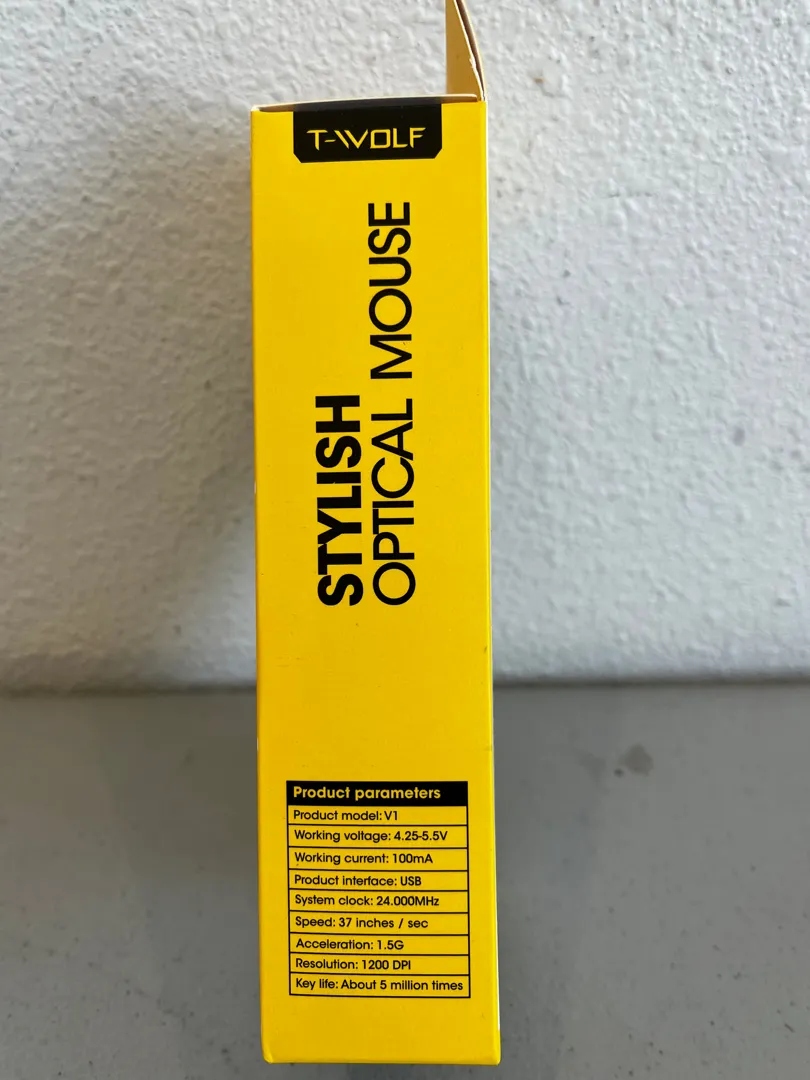 T-WOLF
STYLISH
OPTICAL MOUSE
Product parameters
Product model: V1
Working voltage: 4.25-5.5V
Working current: 100mA
Product interface: USB
System clock: 24.000MHz
Speed: 37 inches / sec
Acceleration: 1.5G
Resolution: 1200 DPI
Key life: About 5 million times